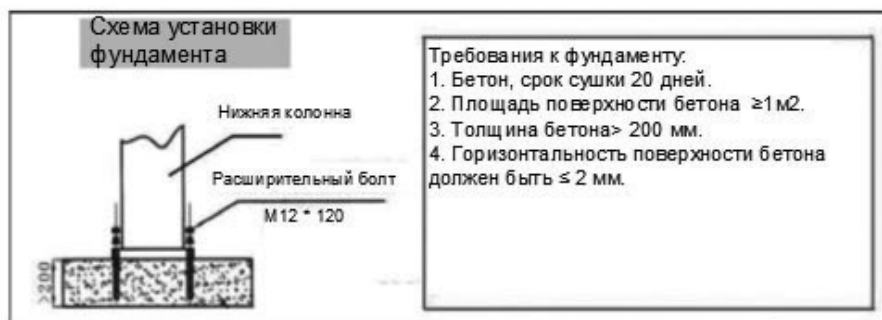 Схема установки
фундамента
Нижняя колонна
Расширительный болт
М12 * 120
>200
Требования к фундаменту:
1. Бетон, срок сушки 20 дней.
2. Площадь поверхности бетона ≥1м2.
3. Толщина бетона> 200 мм.
4. Горизонтальность поверхности бетона
должен быть ≤ 2 мм.